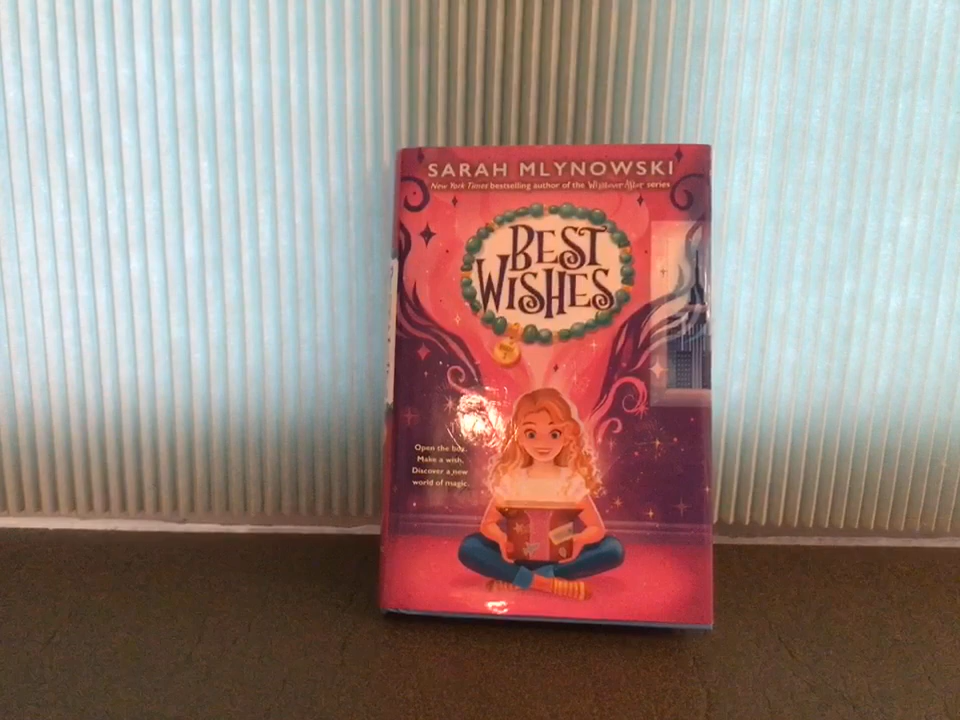 SARAH MLYNOWSKI
New York Times bestselling author of the Whatever After series
BEST
WISHES
Open the box.
Make a wish.
Discover a new
world of magic.